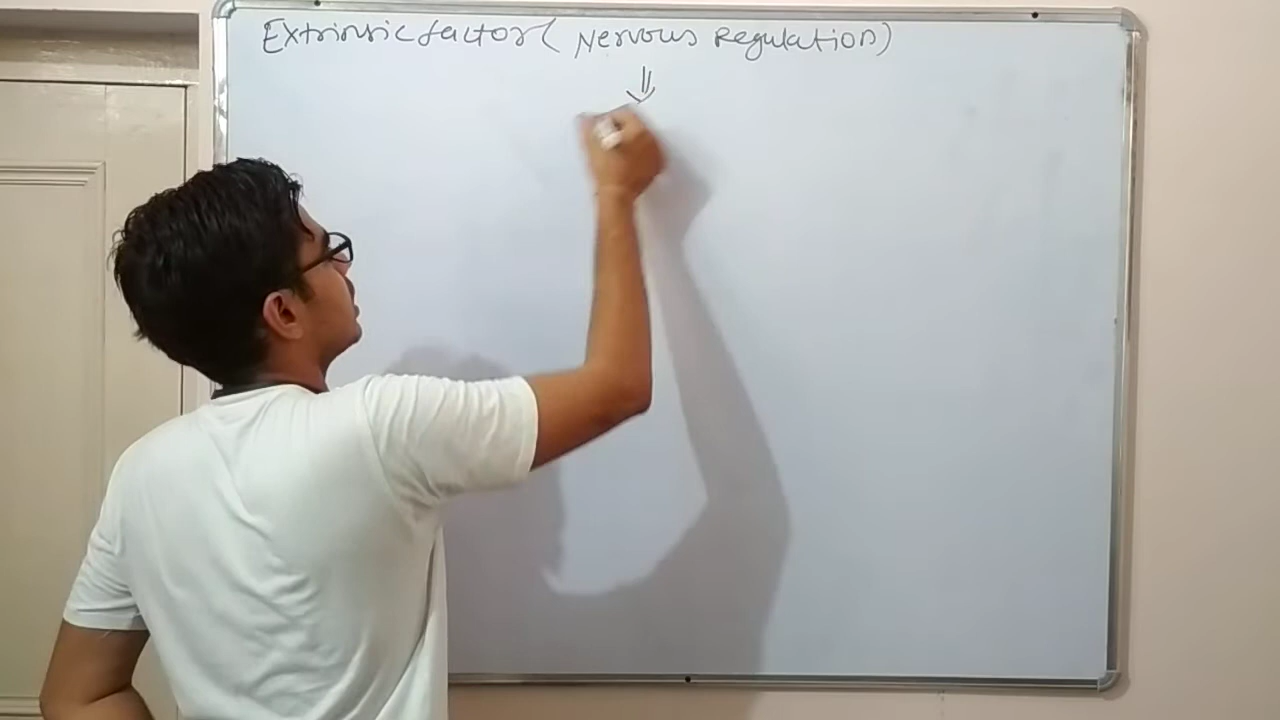 Extrinsic factor ( Nervous Regulation)
⇓